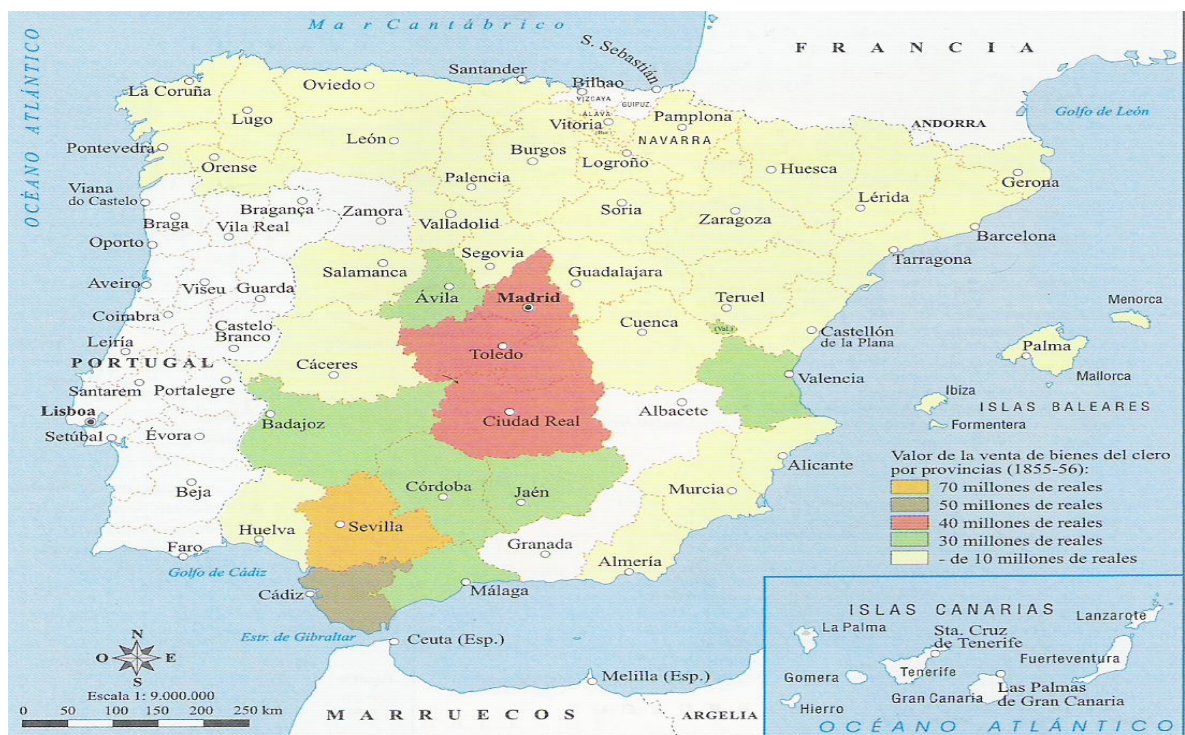 Mar Cantábrico
OCÉANO ATLÁNTICO
FRANCIA
S. Sebastián
Santander
Bilbao
Oviedo
La Coruña
VIZCAYA
GUIPUZ.
ÁLAVA
Vitoria
Pamplona
NAVARRA
ANDORRA
Golfo de León
Lugo
León
Burgos
Logroño
Pontevedra
Orense
Palencia
Huesca
Gerona
Viana
do Castelo
Bragança
Zamora
Soria
Lérida
Braga
Vila Real
Valladolid
Zaragoza
Barcelona
Oporto
Segovia
Tarragona
Salamanca
Guadalajara
Aveiro
Viseu
Guarda
Ávila
Madrid
Teruel
Menorca
Coimbra
Castelo
Branco
Cuenca
(Val.)
Castellón
de la Plana
Palma
Leiría
PORTUGAL
Toledo
Mallorca
Cáceres
Valencia
Santarem
Portalegre
Ibiza
ISLAS BALEARES
Formentera
Lisboa
Badajoz
Ciudad Real
Albacete
Setúbal
Évora
Alicante
Beja
Córdoba
Jaén
Murcia
Huelva
Sevilla
Granada
Almería
Faro
Golfo de Cádiz
Cádiz
Málaga
Estr. de Gibraltar
Ceuta (Esp.)
Melilla (Esp.)
MARRUECOS
ARGELIA
Valor de la venta de bienes del clero
por provincias (1855-56):
70 millones de reales
50 millones de reales
40 millones de reales
30 millones de reales
- de 10 millones de reales
N
O
E
S
Escala 1: 9.000.000
0 50 100 150 200 250 km
ISLAS CANARIAS
Lanzarote
La Palma
Sta. Cruz
de Tenerife
Fuerteventura
Tenerife
Gomera
Gran Canaria
Las Palmas
de Gran Canaria
Hierro
OCÉANO ATLÁNTICO